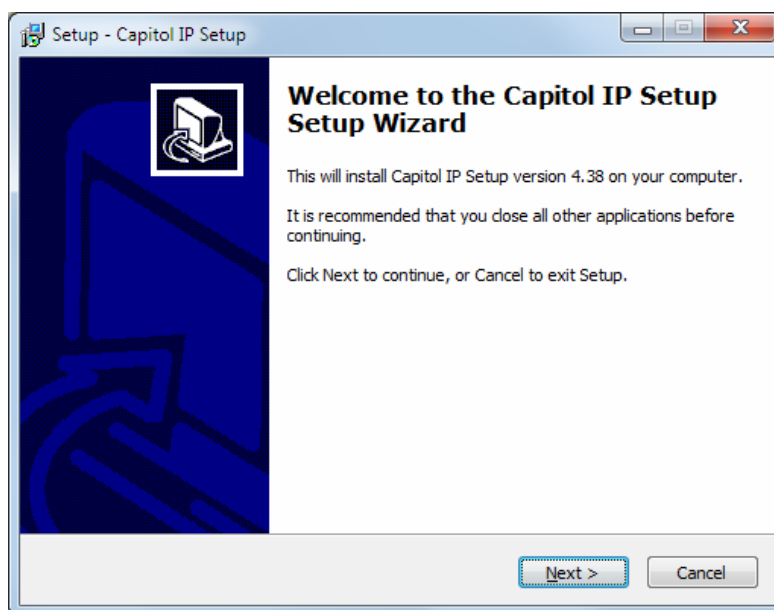 Setup - Capitol IP Setup
Welcome to the Capitol IP Setup
Setup Wizard
This will install Capitol IP Setup version 4.38 on your computer.
It is recommended that you close all other applications before
continuing.
Click Next to continue, or Cancel to exit Setup.
Next >
Cancel